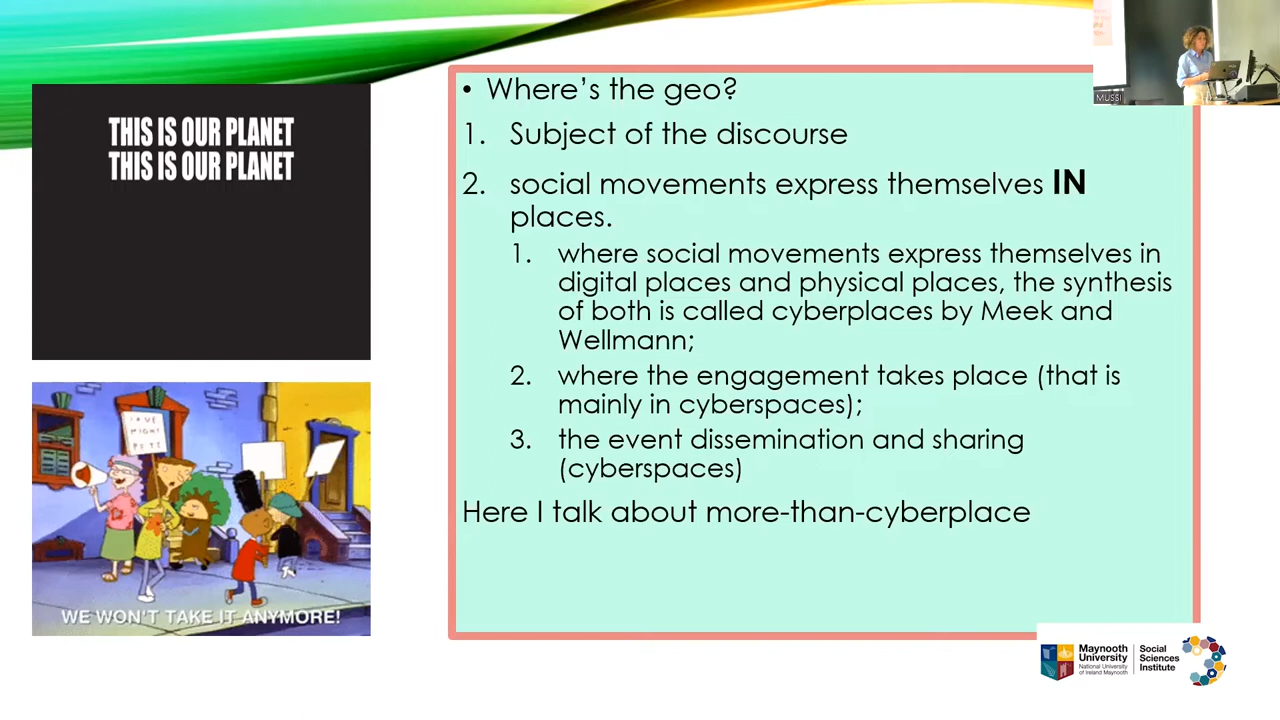 THIS IS OUR PLANET
THIS IS OUR PLANET
WE WON'T TAKE IT ANYMORE!
• Where's the geo?
1. Subject of the discourse
2. social movements express themselves IN
places.
1. where social movements express themselves in
digital places and physical places, the synthesis
of both is called cyberplaces by Meek and
Wellmann;
2. where the engagement takes place (that is
mainly in cyberspaces);
3. the event dissemination and sharing
(cyberspaces)
Here I talk about more-than-cyberplace
MUSSI
Maynooth
University
National University
of Ireland Maynooth
Social
Sciences
Institute